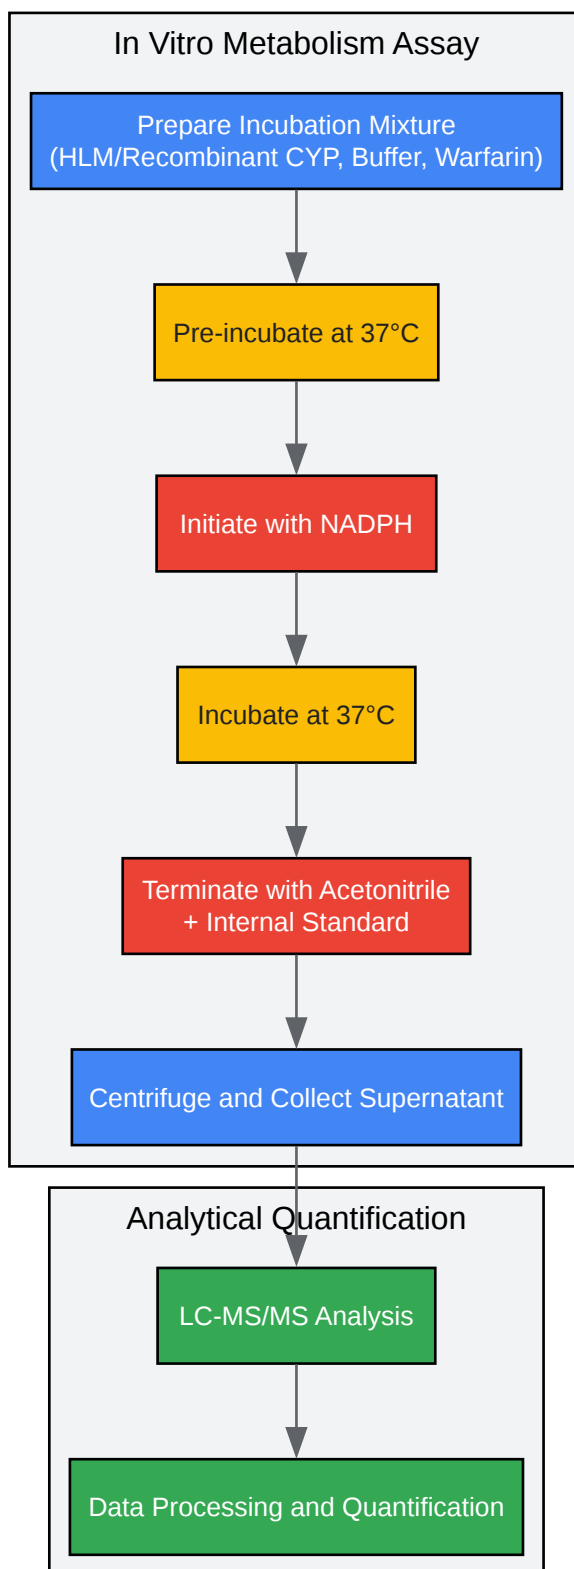 In Vitro Metabolism Assay
Prepare Incubation Mixture
(HLM/Recombinant CYP, Buffer, Warfarin)
Pre-incubate at 37°C
Initiate with NADPH
Incubate at 37°C
Terminate with Acetonitrile
+ Internal Standard
Centrifuge and Collect Supernatant
Analytical Quantification
LC-MS/MS Analysis
Data Processing and Quantification